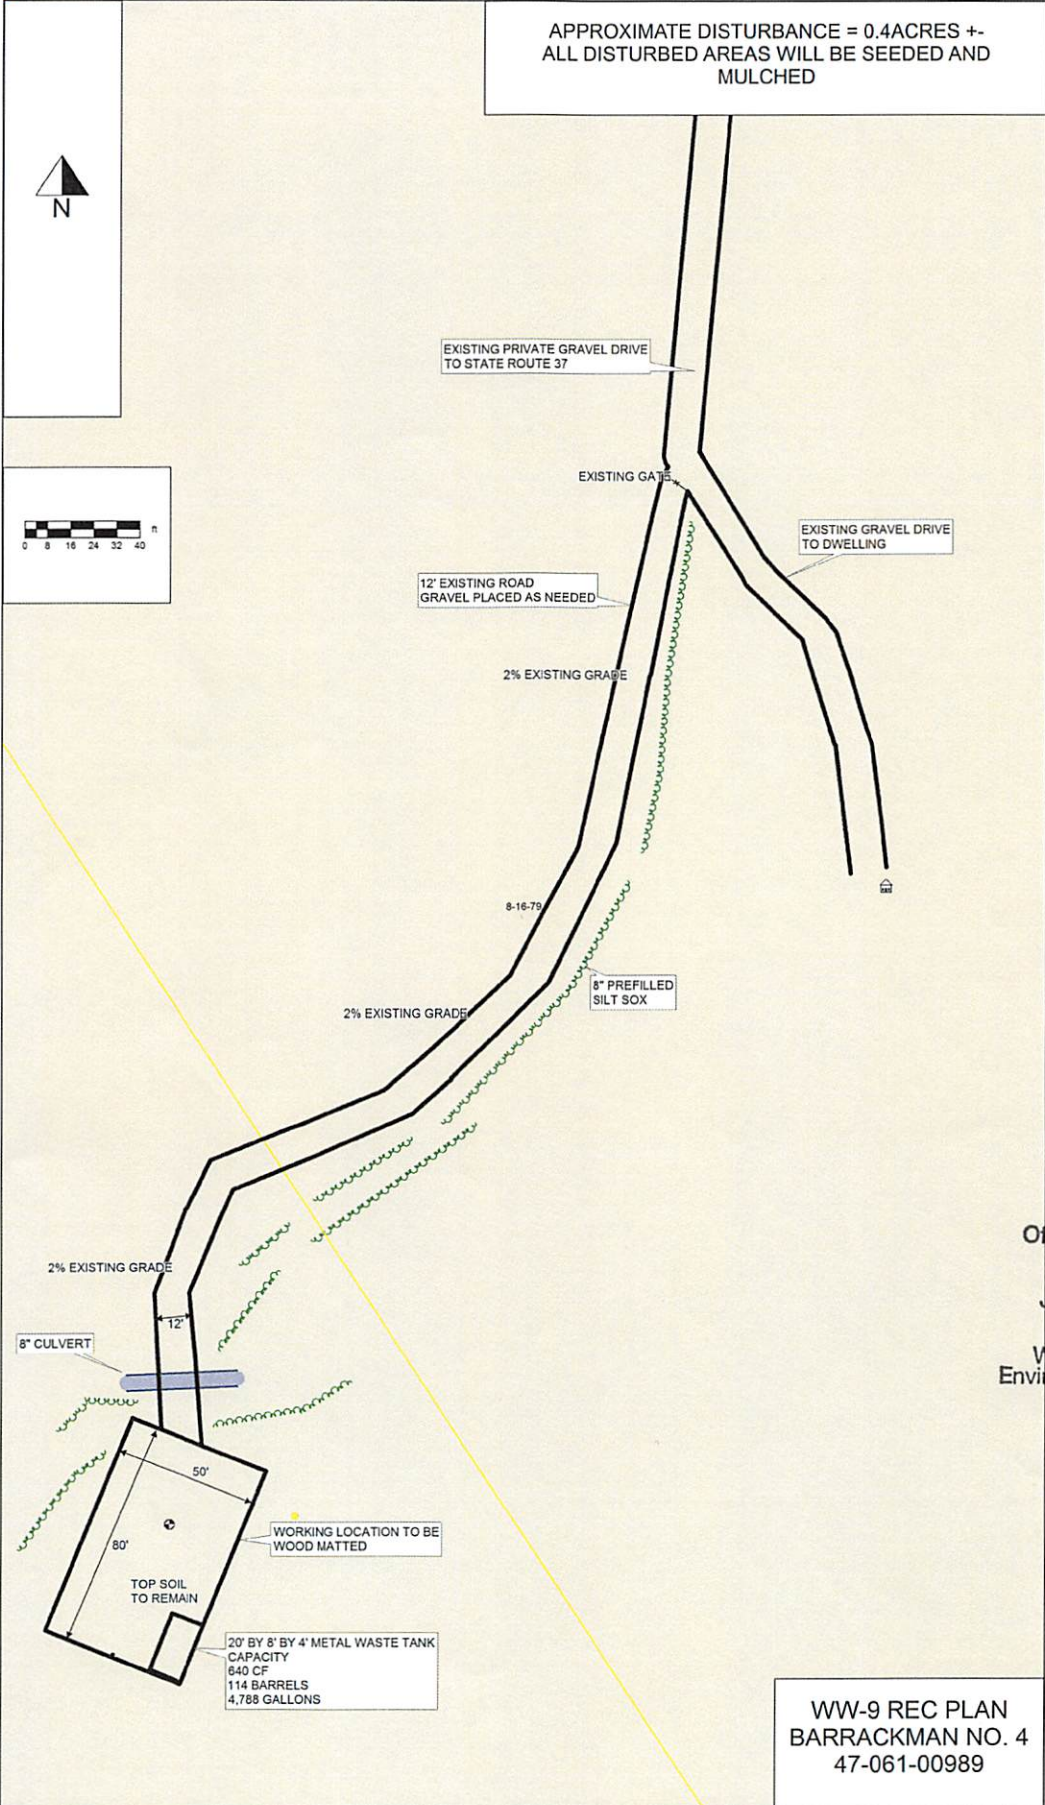 APPROXIMATE DISTURBANCE = 0.4ACRES +-
ALL DISTURBED AREAS WILL BE SEEDED AND
MULCHED
N
EXISTING PRIVATE GRAVEL DRIVE
TO STATE ROUTE 37
EXISTING GATE
ft
0 8 16 24 32 40
EXISTING GRAVEL DRIVE
TO DWELLING
12' EXISTING ROAD
GRAVEL PLACED AS NEEDED
2% EXISTING GRADE
8-16-79
8" PREFILLED
SILT SOX
2% EXISTING GRADE
2% EXISTING GRADE
12'
8" CULVERT
50'
80'
WORKING LOCATION TO BE
WOOD MATTED
TOP SOIL
TO REMAIN
20' BY 8' BY 4' METAL WASTE TANK
CAPACITY
640 CF
114 BARRELS
4,788 GALLONS
WW-9 REC PLAN
BARRACKMAN NO. 4
47-061-00989